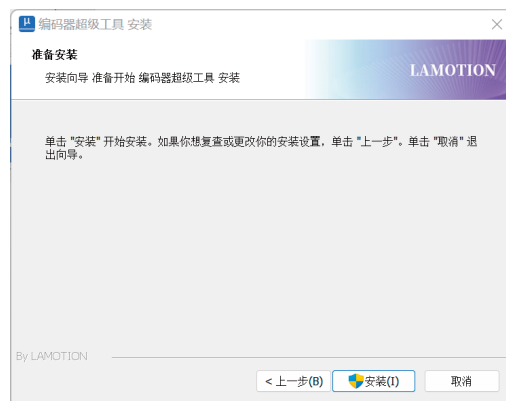 μ 编码器超级工具 安装
准备安装
安装向导 准备开始 编码器超级工具 安装
LAMOTION
单击 "安装" 开始安装。如果你想复查或更改你的安装设置，单击 "上一步"。单击 "取消" 退
出向导。
By LAMOTION
< 上一步(B)
安装(I)
取消